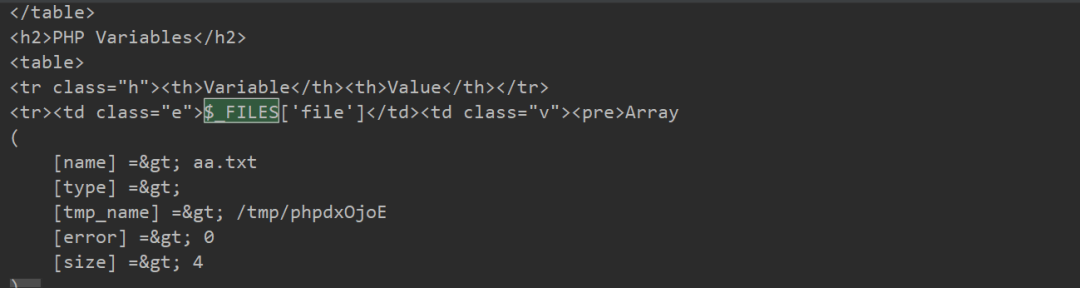 </table>
<h2>PHP Variables</h2>
<table>
<tr class="h"><th>Variable</th><th>Value</th></tr>
<tr><td class="e">$_FILES['file']</td><td class="v"><pre>Array
(
    [name] =&gt; aa.txt
    [type] =&gt;
    [tmp_name] =&gt; /tmp/phpdxOjoE
    [error] =&gt; 0
    [size] =&gt; 4
)